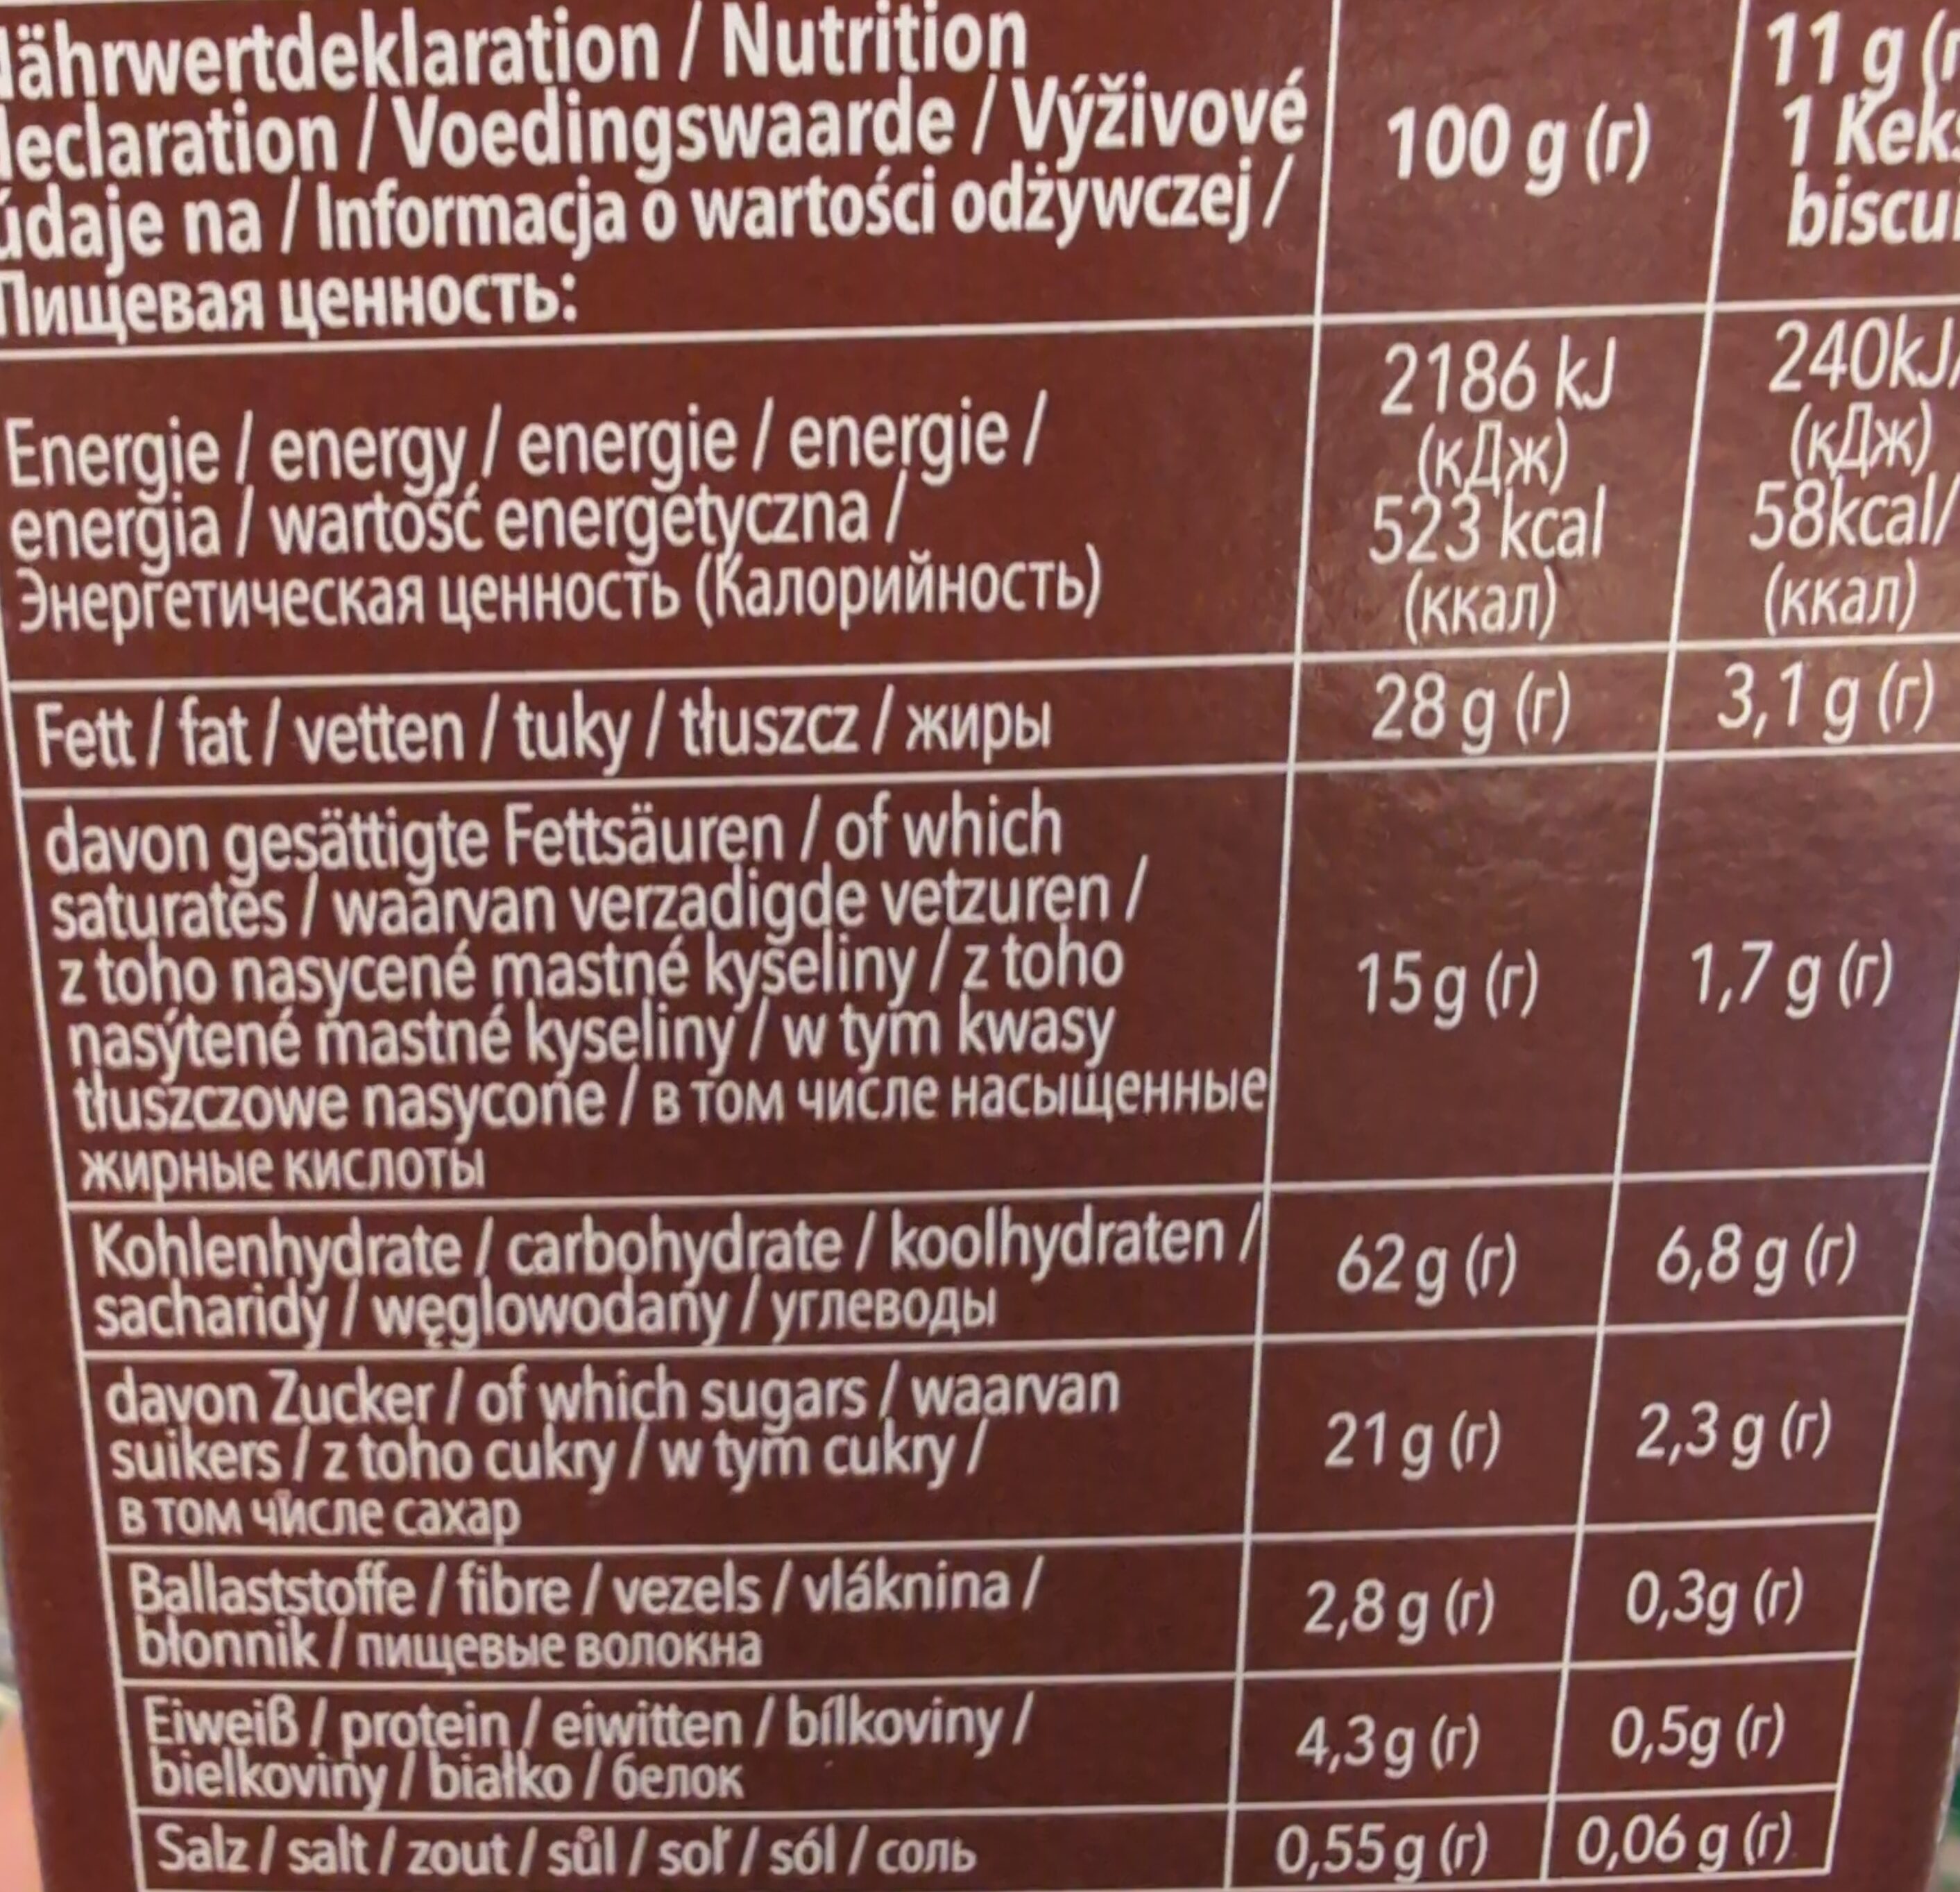 Nährwertdeklaration / Nutrition
declaration / Voedingswaarde / Výživové
údaje na / Informacja o wartości odżywczej /
Пищевая ценность:
100 g (г)
11 g
1 Keks
biscui
Energie / energy / energie / energie /
energia / wartość energetyczna /
Энергетическая ценность (Калорийность)
2186 kJ
(кДж)
523 kcal
(ккал)
240kJ/
(кДж)
58kcal/
(ккал)
Fett / fat / vetten / tuky / tłuszcz / жиры
28 g (г)
3,1 g (г)
davon gesättigte Fettsäuren / of which
saturates / waarvan verzadigde vetzuren /
z toho nasycené mastné kyseliny / z toho
nasýtené mastné kyseliny / w tym kwasy
tłuszczowe nasycone / в том числе насыщенные
жирные кислоты
15 g (г)
1,7 g (г)
Kohlenhydrate / carbohydrate / koolhydraten /
sacharidy / węglowodany / углеводы
62 g (г)
6,8 g (г)
davon Zucker / of which sugars / waarvan
suikers / z toho cukry / w tym cukry /
в том числе сахар
21 g (г)
2,3 g (г)
Ballaststoffe / fibre / vezels / vláknina /
błonnik / пищевые волокна
2,8 g (г)
0,3g (г)
Eiweiß / protein / eiwitten / bílkoviny /
bielkoviny / białko / белок
4,3 g (г)
0,5g (г)
Salz / salt / zout / sůl / soľ / sól / соль
0,55 g (г)
0,06 g (г)